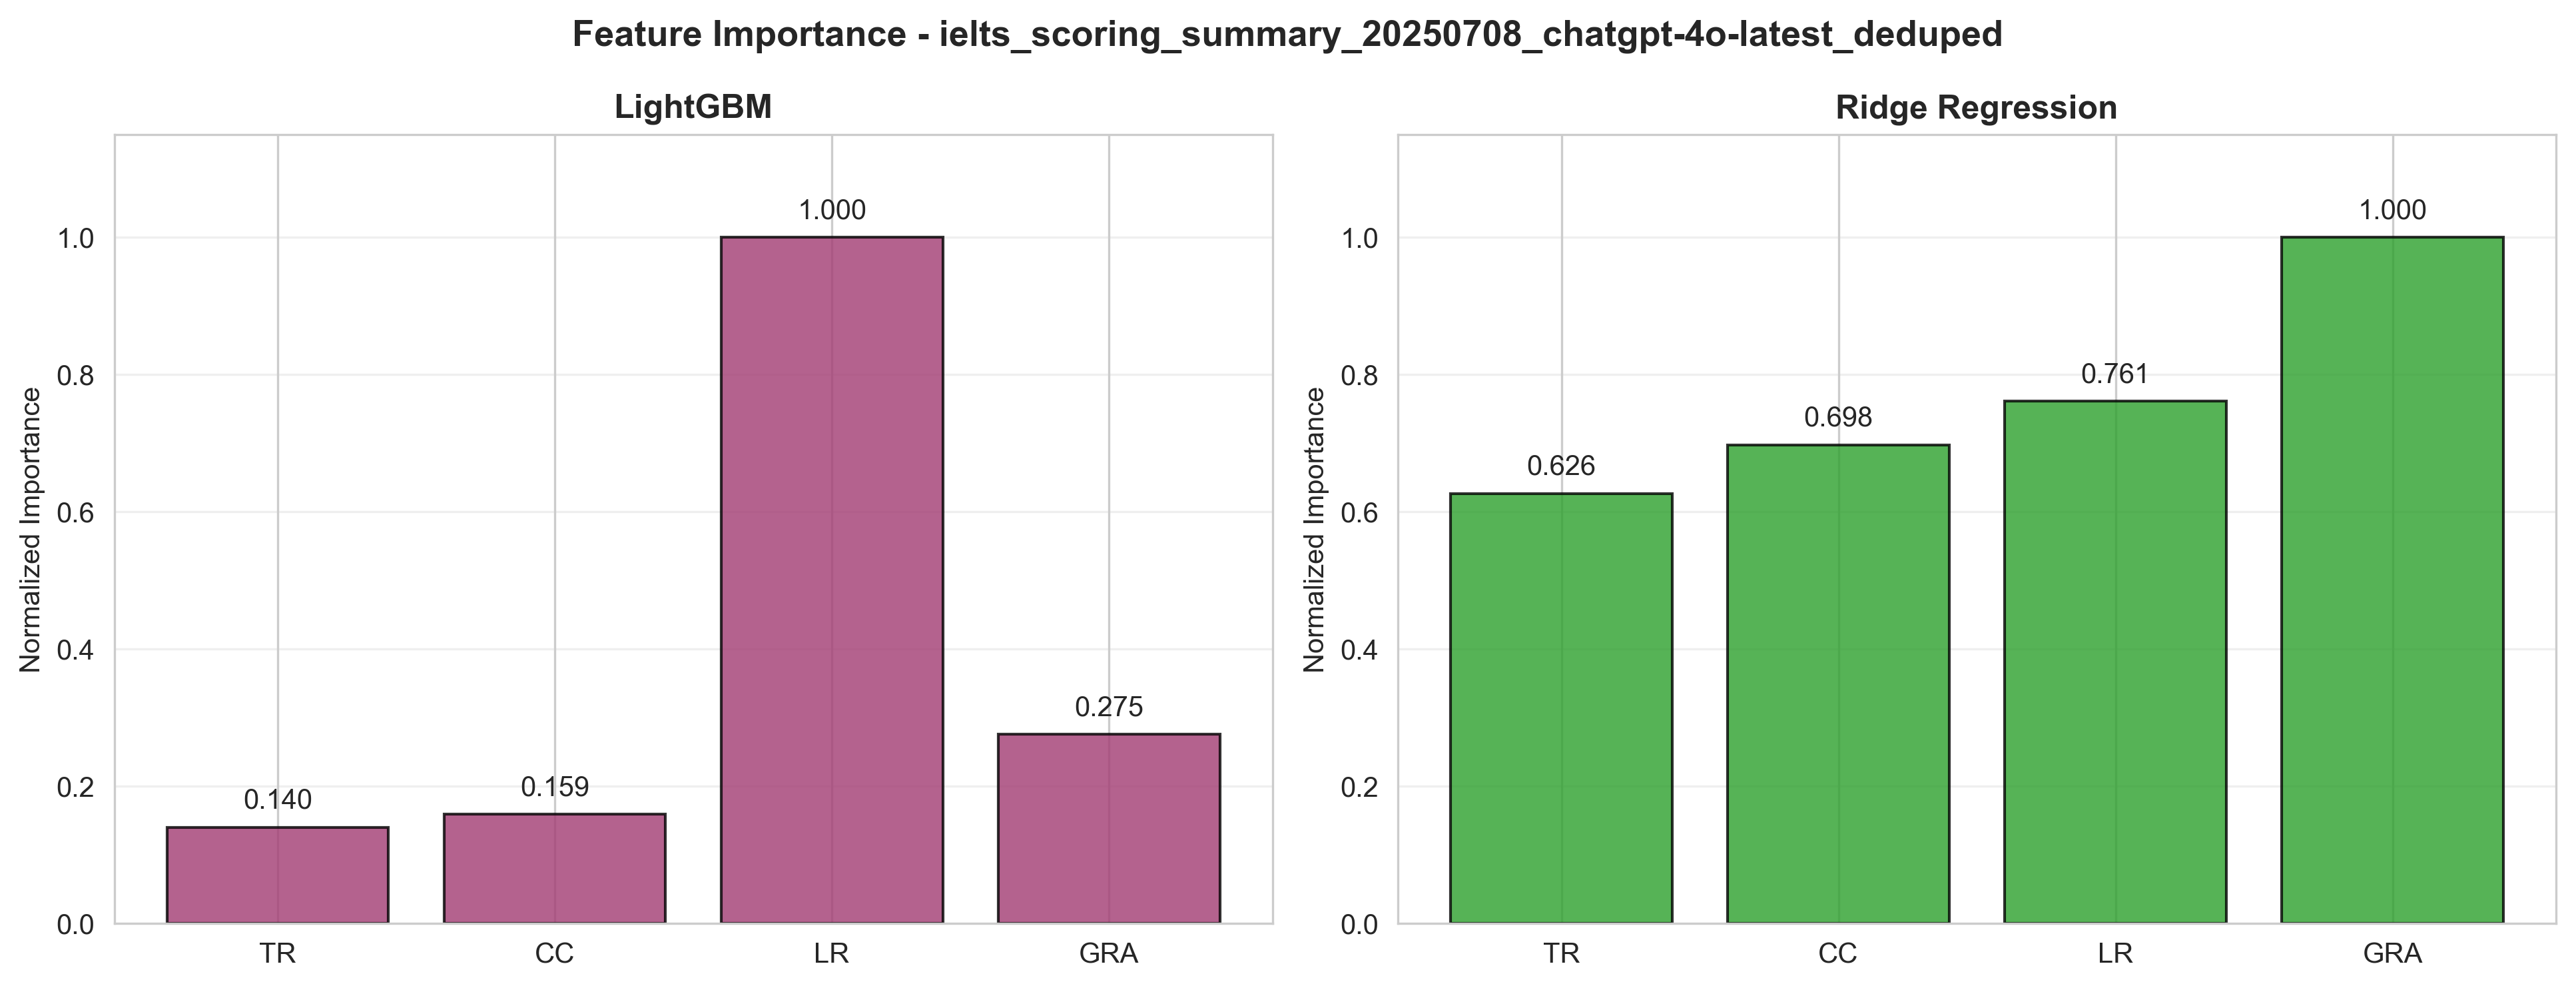 Feature Importance - ielts_scoring_summary_20250708_chatgpt-4o-latest_deduped
LightGBM
Normalized Importance
1.0
0.8
0.6
0.4
0.2
0.0
0.140
0.159
1.000
0.275
TR CC LR GRA
Ridge Regression
Normalized Importance
1.0
0.8
0.6
0.4
0.2
0.0
0.626
0.698
0.761
1.000
TR CC LR GRA